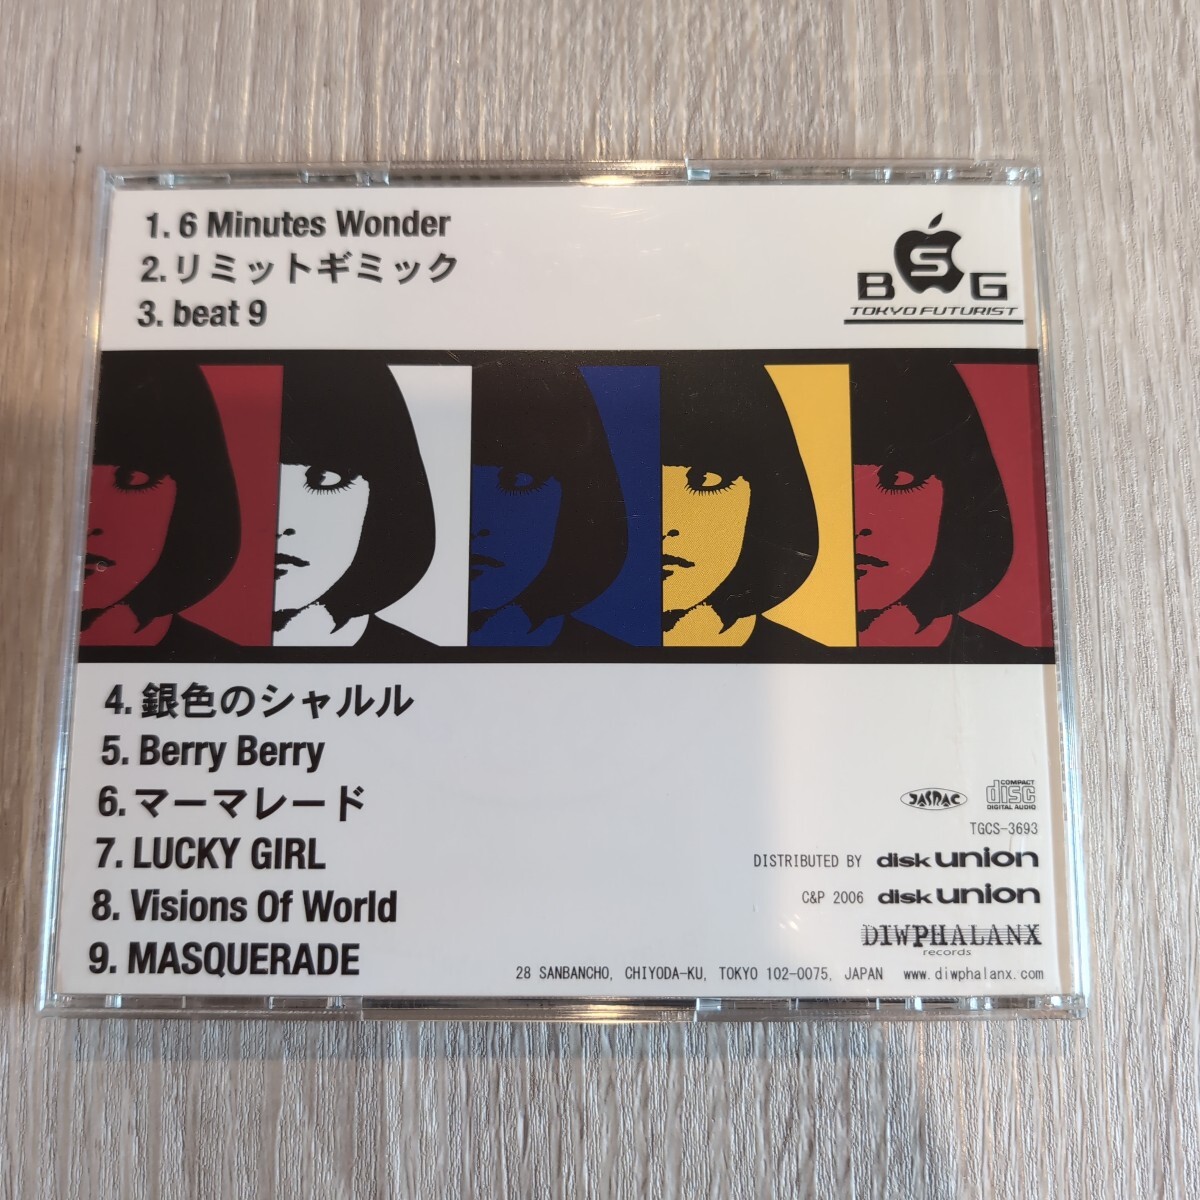 1. 6 Minutes Wonder
2. リミットギミック
3. beat 9
BSG
TOKYO FUTURIST
4. 銀色のシャルル
5. Berry Berry
6. マーマレード
7. LUCKY GIRL
8. Visions Of World
9. MASQUERADE
JASRAC
COMPACT
disc
DIGITAL AUDIO
TGCS-3693
DISTRIBUTED BY disk union
C&P 2006 disk union
DIWPHALANX
records
28 SANBANCHO, CHIYODA-KU, TOKYO 102-0075, JAPAN www.diwphalanx.com